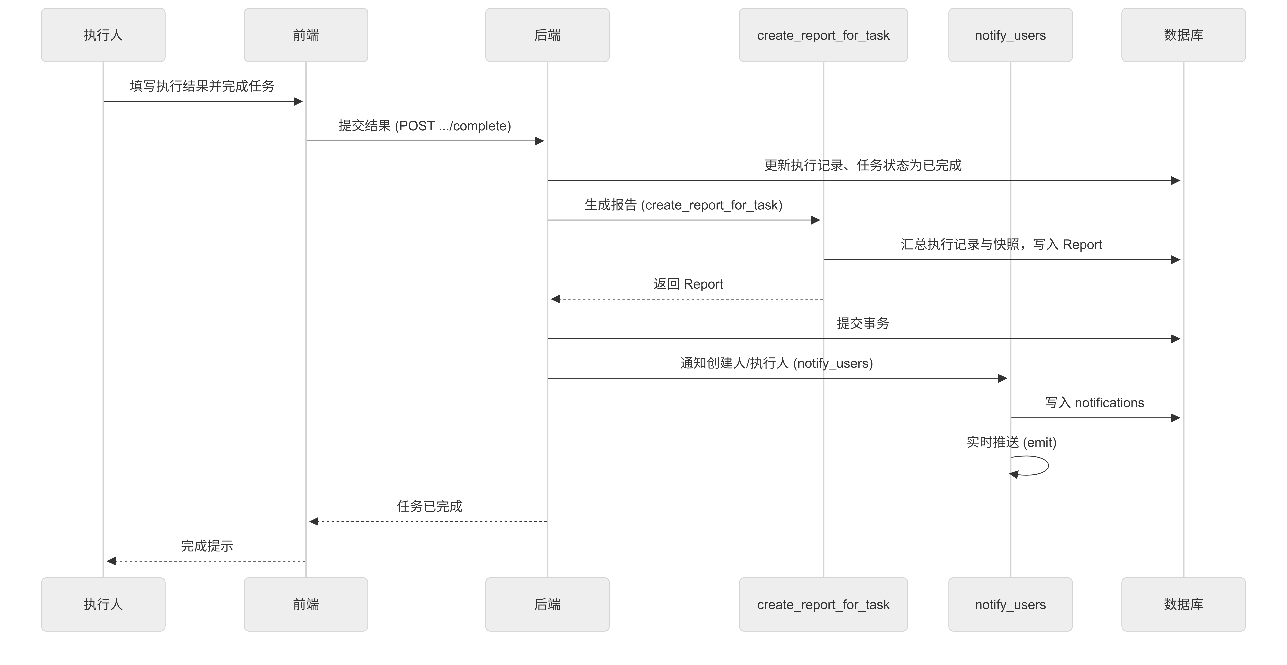 执行人
前端
后端
create_report_for_task
notify_users
数据库
填写执行结果并完成任务
提交结果 (POST .../complete)
更新执行记录、任务状态为已完成
生成报告 (create_report_for_task)
汇总执行记录与快照，写入 Report
返回 Report
提交事务
通知创建人/执行人 (notify_users)
写入 notifications
实时推送 (emit)
任务已完成
完成提示
执行人
前端
后端
create_report_for_task
notify_users
数据库